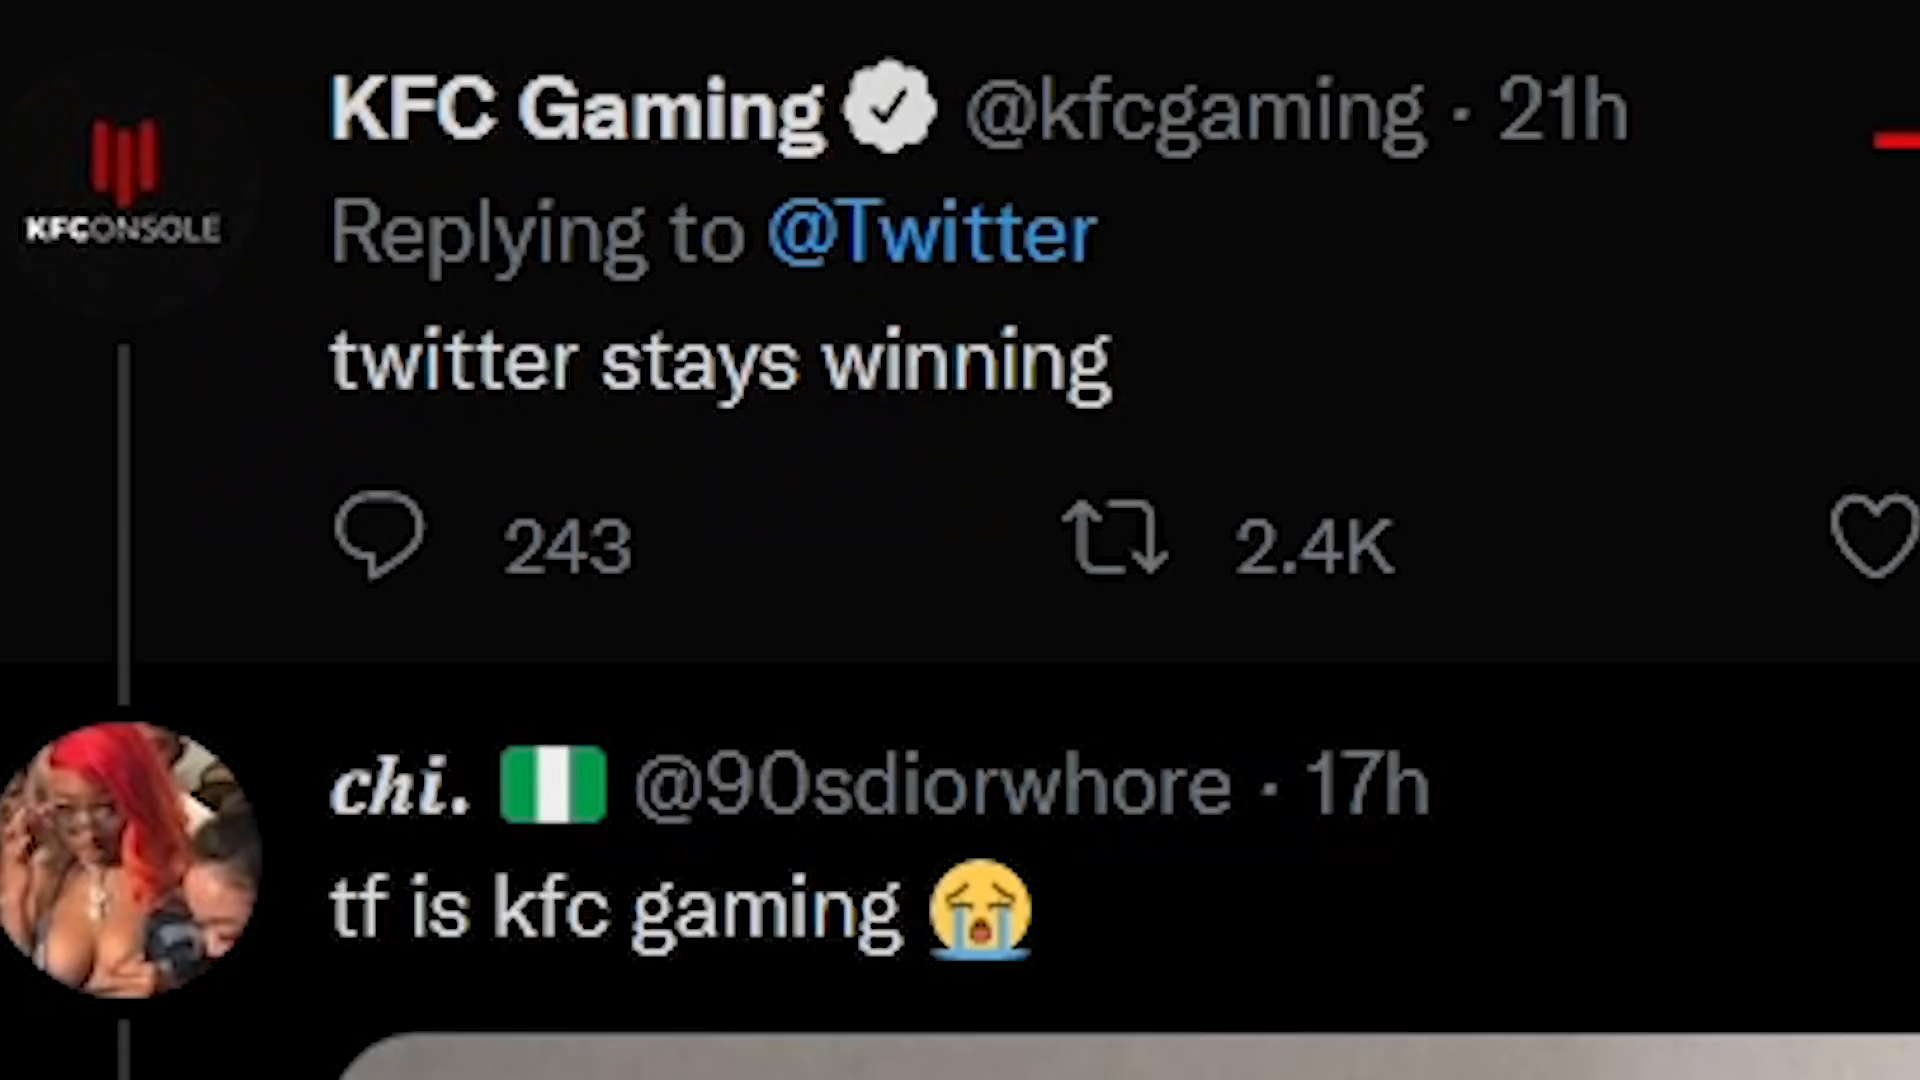 KFC Gaming @kfcgaming · 21h
KFCONSOLE
Replying to @Twitter
twitter stays winning
243 2.4K
chi. 🇳🇬 @90sdiorwhore · 17h
tf is kfc gaming 😭